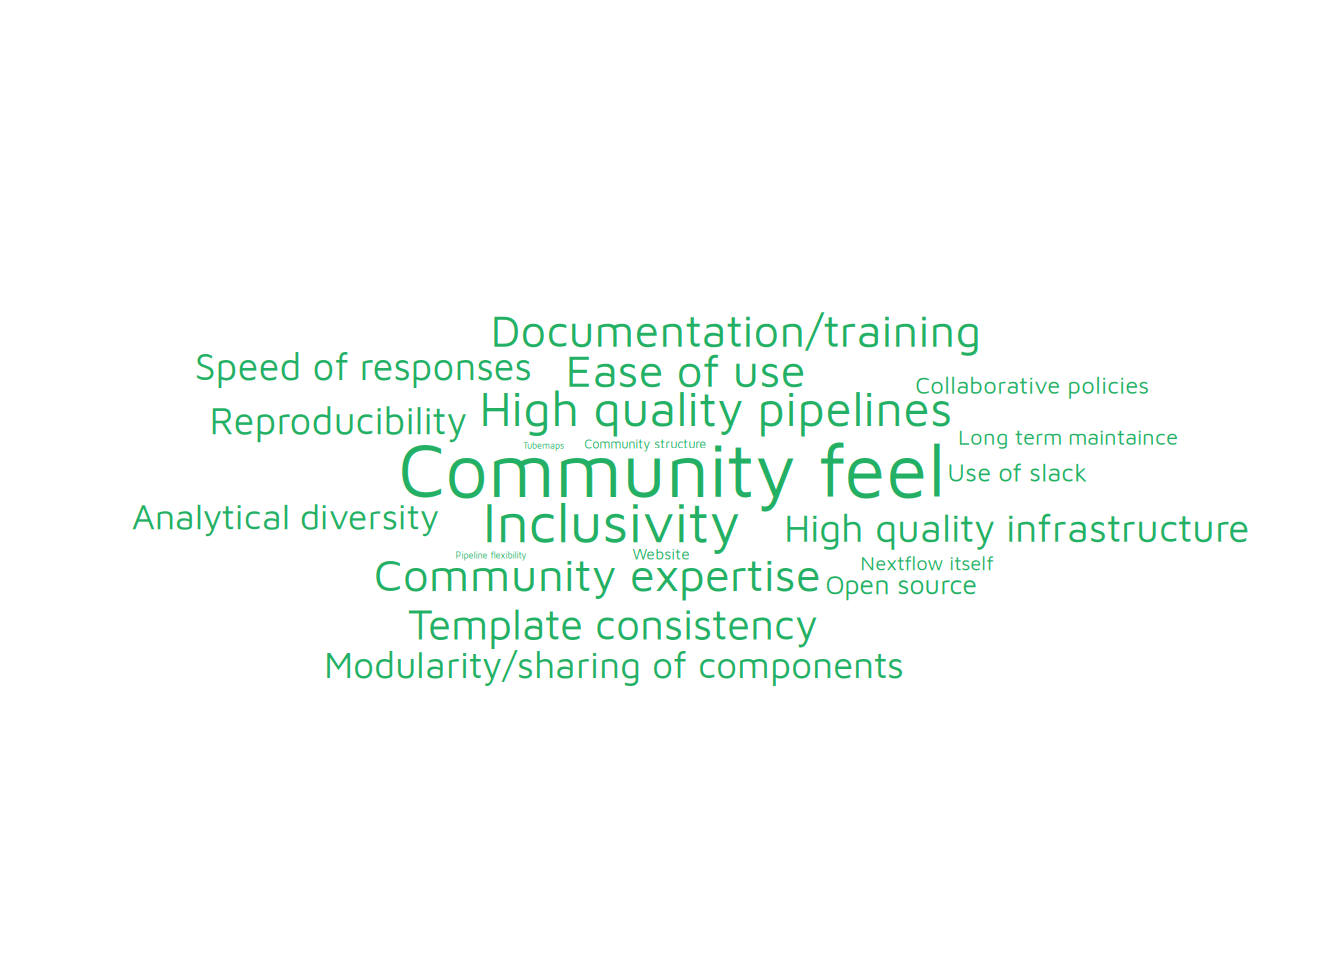 Documentation/training
Speed of responses
Ease of use
Collaborative policies
High quality pipelines
Reproducibility
Long term maintaince
Tubemaps
Community structure
Community feel
Use of slack
Analytical diversity
Inclusivity
High quality infrastructure
Pipeline flexibility
Website
Nextflow itself
Community expertise
Open source
Template consistency
Modularity/sharing of components